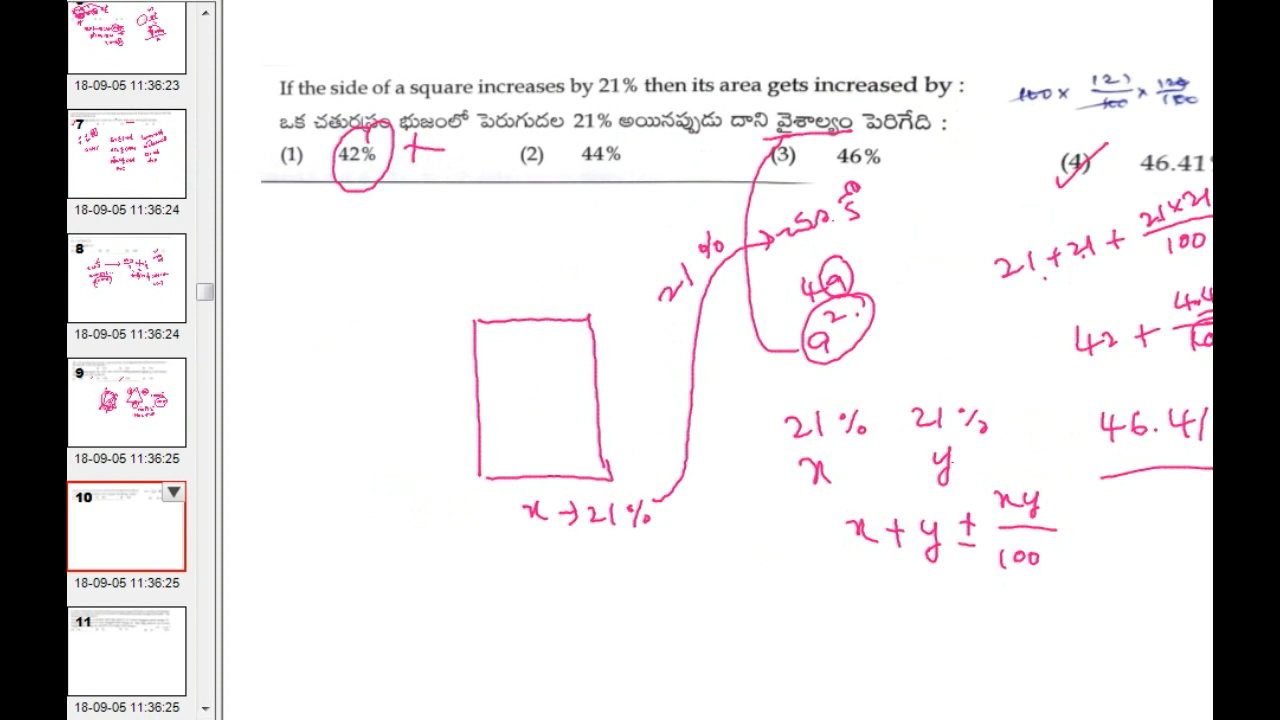 18-09-05 11:36:23
7
18-09-05 11:36:24
8
18-09-05 11:36:24
9
18-09-05 11:36:25
10
18-09-05 11:36:25
11
18-09-05 11:36:25
If the side of a square increases by 21% then its area gets increased by :
ఒక చతురస్రం భుజంలో పెరుగుదల 21% అయినప్పుడు దాని వైశాల్యం పెరిగేది :
(1) 42% (2) 44% (3) 46% (4) 46.41
100 × 121/100 × /100
+
21 + 21 + 21×21/100
21 %
4a
a².
42 +
21 % 21 %
x y
46.41
x → 21 %
x + y ± xy/100